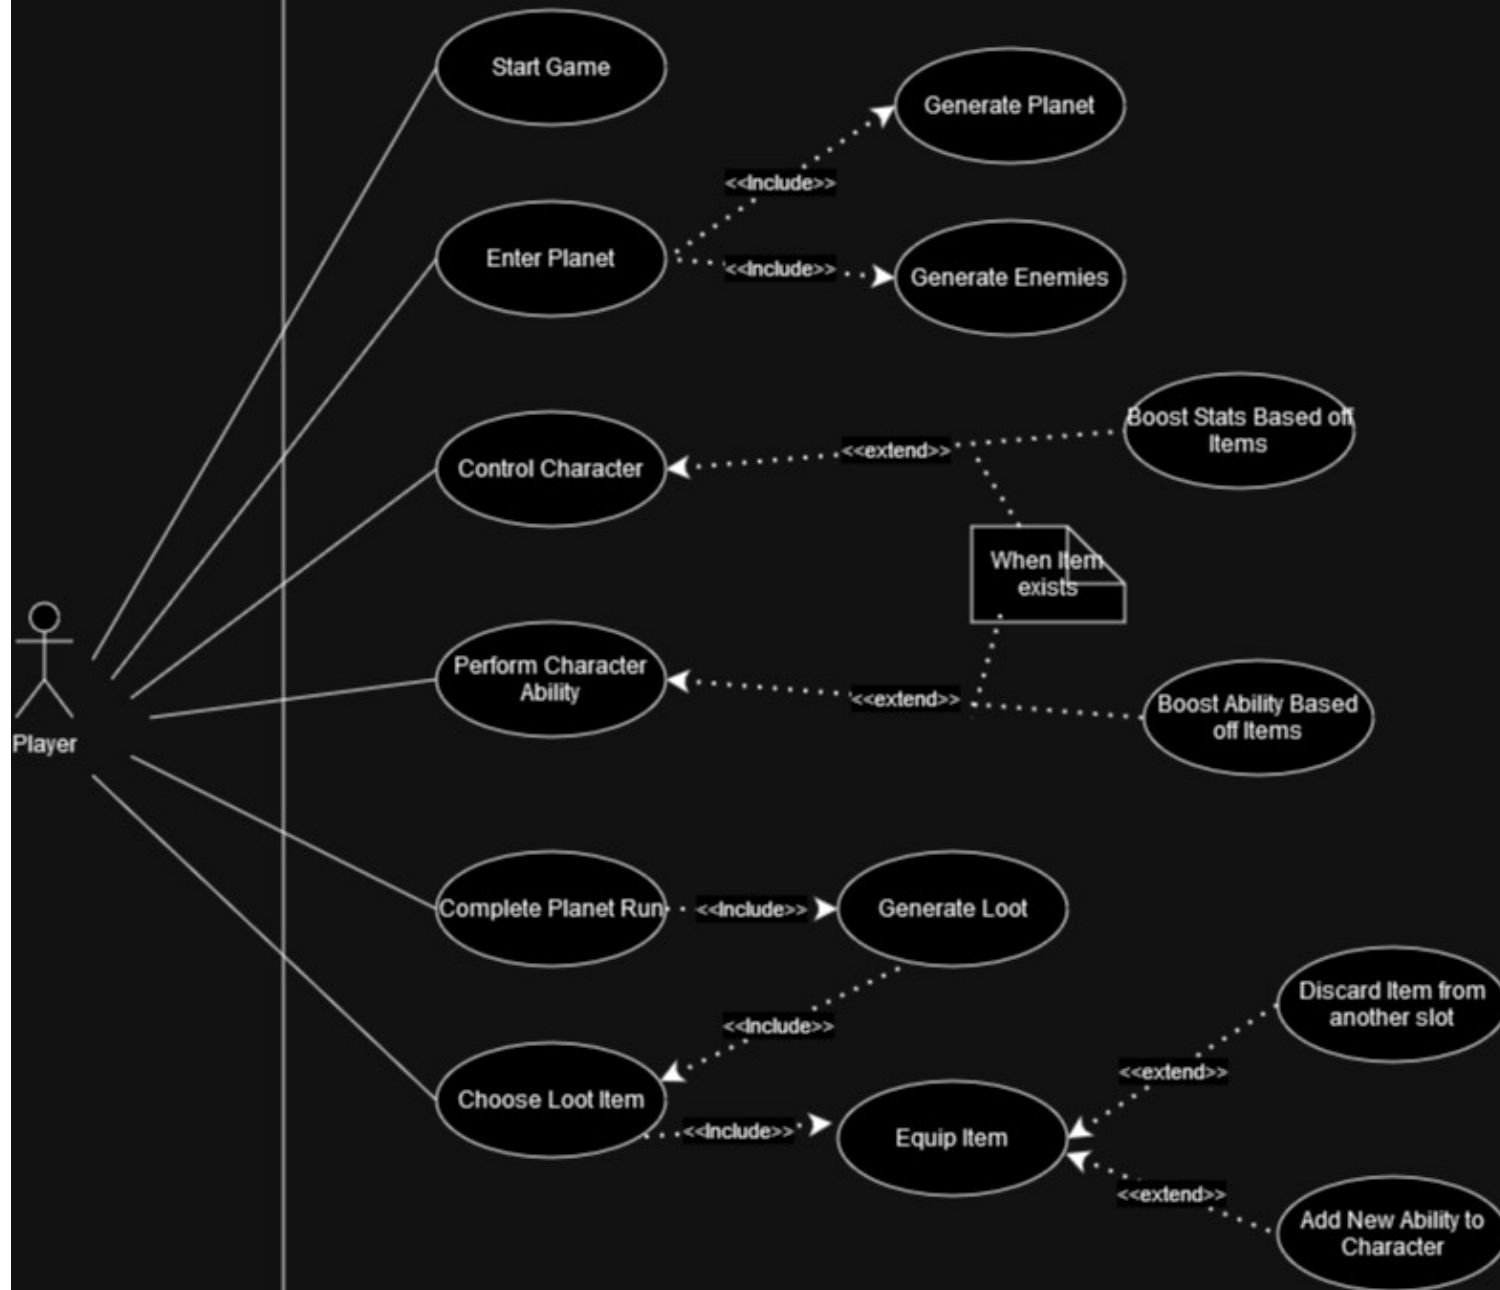 Start Game
Generate Planet
<<Include>>
Enter Planet
<<Include>>
Generate Enemies
Boost Stats Based off
Items
<<extend>>
Control Character
When Item
exists
Perform Character
Ability
<<extend>>
Boost Ability Based
off Items
Player
Complete Planet Run
<<Include>>
Generate Loot
Discard Item from
another slot
<<Include>>
<<extend>>
Choose Loot Item
<<Include>>
Equip Item
<<extend>>
Add New Ability to
Character